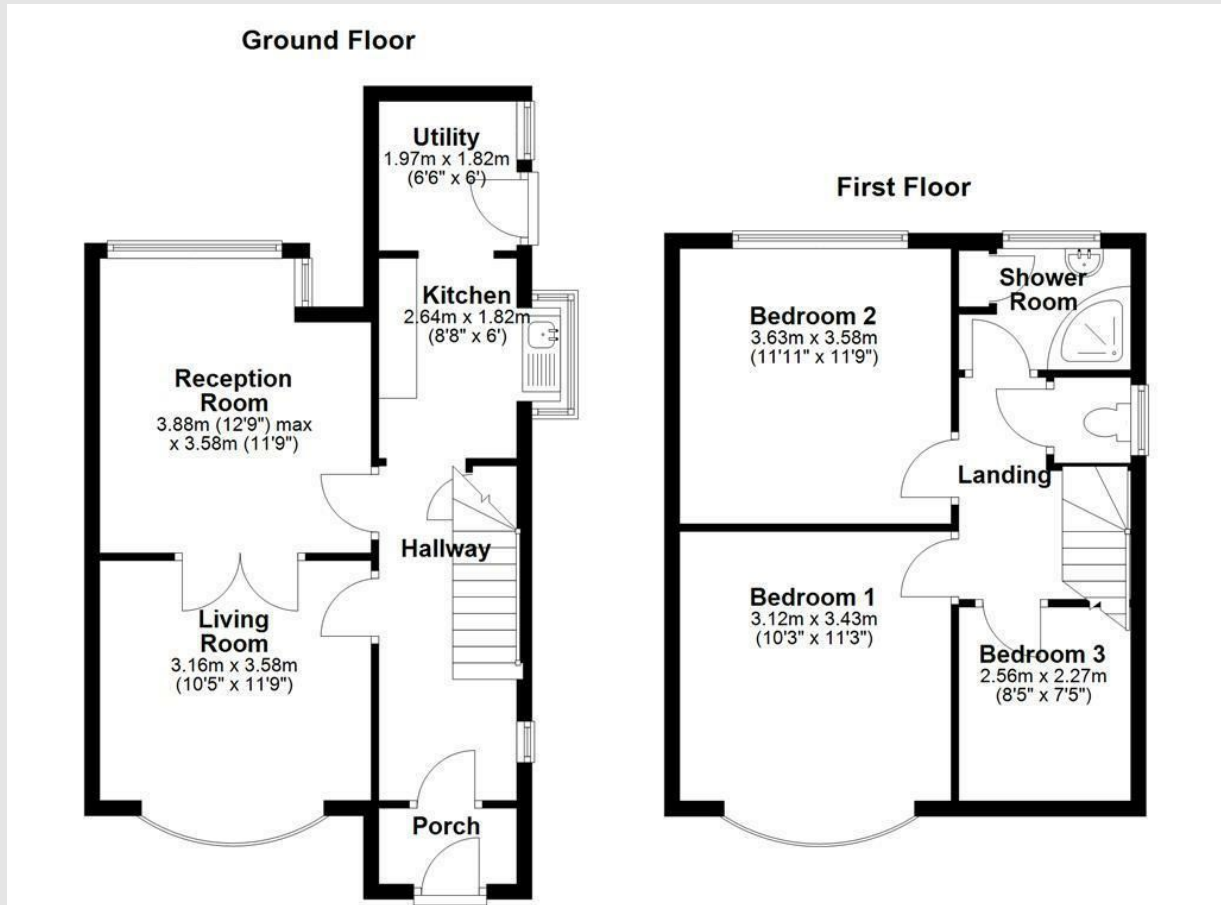 Ground Floor
Utility
1.97m x 1.82m
(6'6" x 6')
Kitchen
2.64m x 1.82m
(8'8" x 6')
Reception
Room
3.88m (12'9") max
x 3.58m (11'9")
Hallway
Living
Room
3.16m x 3.58m
(10'5" x 11'9")
Porch
First Floor
Bedroom 2
3.63m x 3.58m
(11'11" x 11'9")
Shower
Room
Landing
Bedroom 1
3.12m x 3.43m
(10'3" x 11'3")
Bedroom 3
2.56m x 2.27m
(8'5" x 7'5")